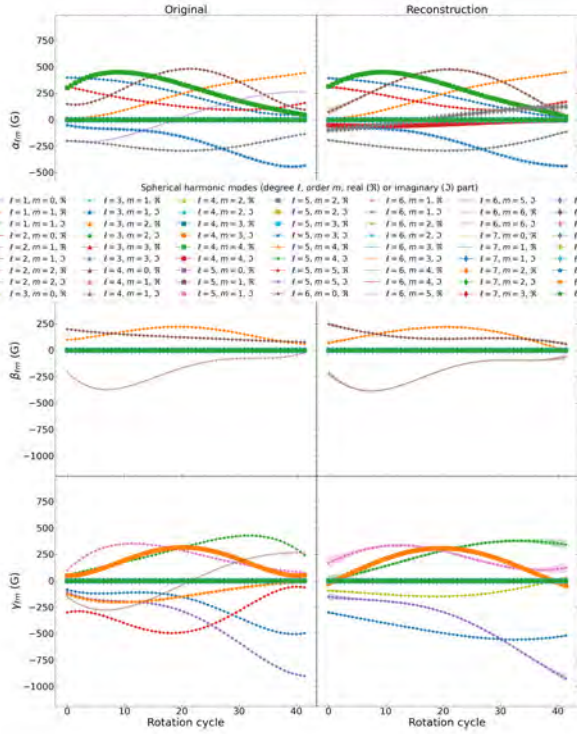 Original Reconstruction
750
500
250
0
−250
−500
αℓm (G)
Spherical harmonic modes (degree ℓ, order m, real (ℜ) or imaginary (ℑ) part)
ℓ = 1, m = 0, ℜ ℓ = 3, m = 1, ℜ ℓ = 4, m = 2, ℜ ℓ = 5, m = 2, ℜ ℓ = 6, m = 1, ℜ ℓ = 6, m = 5, ℑ
ℓ = 1, m = 1, ℜ ℓ = 3, m = 1, ℑ ℓ = 4, m = 2, ℑ ℓ = 5, m = 2, ℑ ℓ = 6, m = 1, ℑ ℓ = 6, m = 6, ℜ
ℓ = 1, m = 1, ℑ ℓ = 3, m = 2, ℜ ℓ = 4, m = 3, ℜ ℓ = 5, m = 3, ℜ ℓ = 6, m = 2, ℜ ℓ = 6, m = 6, ℑ
ℓ = 2, m = 0, ℜ ℓ = 3, m = 2, ℑ ℓ = 4, m = 3, ℑ ℓ = 5, m = 3, ℑ ℓ = 6, m = 2, ℑ ℓ = 7, m = 0, ℜ
ℓ = 2, m = 1, ℜ ℓ = 3, m = 3, ℜ ℓ = 4, m = 4, ℜ ℓ = 5, m = 4, ℜ ℓ = 6, m = 3, ℜ ℓ = 7, m = 1, ℜ
ℓ = 2, m = 1, ℑ ℓ = 3, m = 3, ℑ ℓ = 4, m = 4, ℑ ℓ = 5, m = 4, ℑ ℓ = 6, m = 3, ℑ ℓ = 7, m = 1, ℑ
ℓ = 2, m = 2, ℜ ℓ = 4, m = 0, ℜ ℓ = 5, m = 0, ℜ ℓ = 5, m = 5, ℜ ℓ = 6, m = 4, ℜ ℓ = 7, m = 2, ℜ
ℓ = 2, m = 2, ℑ ℓ = 4, m = 1, ℜ ℓ = 5, m = 1, ℜ ℓ = 5, m = 5, ℑ ℓ = 6, m = 4, ℑ ℓ = 7, m = 2, ℑ
ℓ = 3, m = 0, ℜ ℓ = 4, m = 1, ℑ ℓ = 5, m = 1, ℑ ℓ = 6, m = 0, ℜ ℓ = 6, m = 5, ℜ ℓ = 7, m = 3, ℜ
250
0
−250
−500
−750
−1000
βℓm (G)
750
500
250
0
−250
−500
−750
−1000
γℓm (G)
0 10 20 30 40 0 10 20 30 40
Rotation cycle Rotation cycle